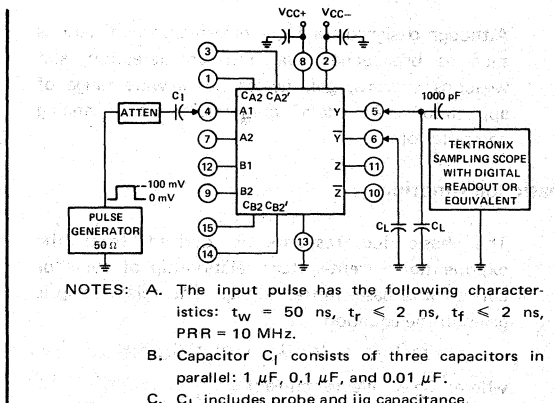 VCC+ VCC−
3 8 2
1 CA2 CA2′ 1000 pF
ATTEN CI 4 A1 Y 5
7 A2 Y̅ 6
12 B1 Z 11
9 B2 Z̅ 10
TEKTRONIX
SAMPLING SCOPE
WITH DIGITAL
READOUT OR
EQUIVALENT
100 mV
0 mV
CB2 CB2′
15
14
13
CL CL
PULSE
GENERATOR
50 Ω
NOTES: A. The input pulse has the following character-
istics: tw = 50 ns, tr ⩽ 2 ns, tf ⩽ 2 ns,
PRR = 10 MHz.
B. Capacitor CI consists of three capacitors in
parallel: 1 μF, 0.1 μF, and 0.01 μF.
C. CL includes probe and jig capacitance.